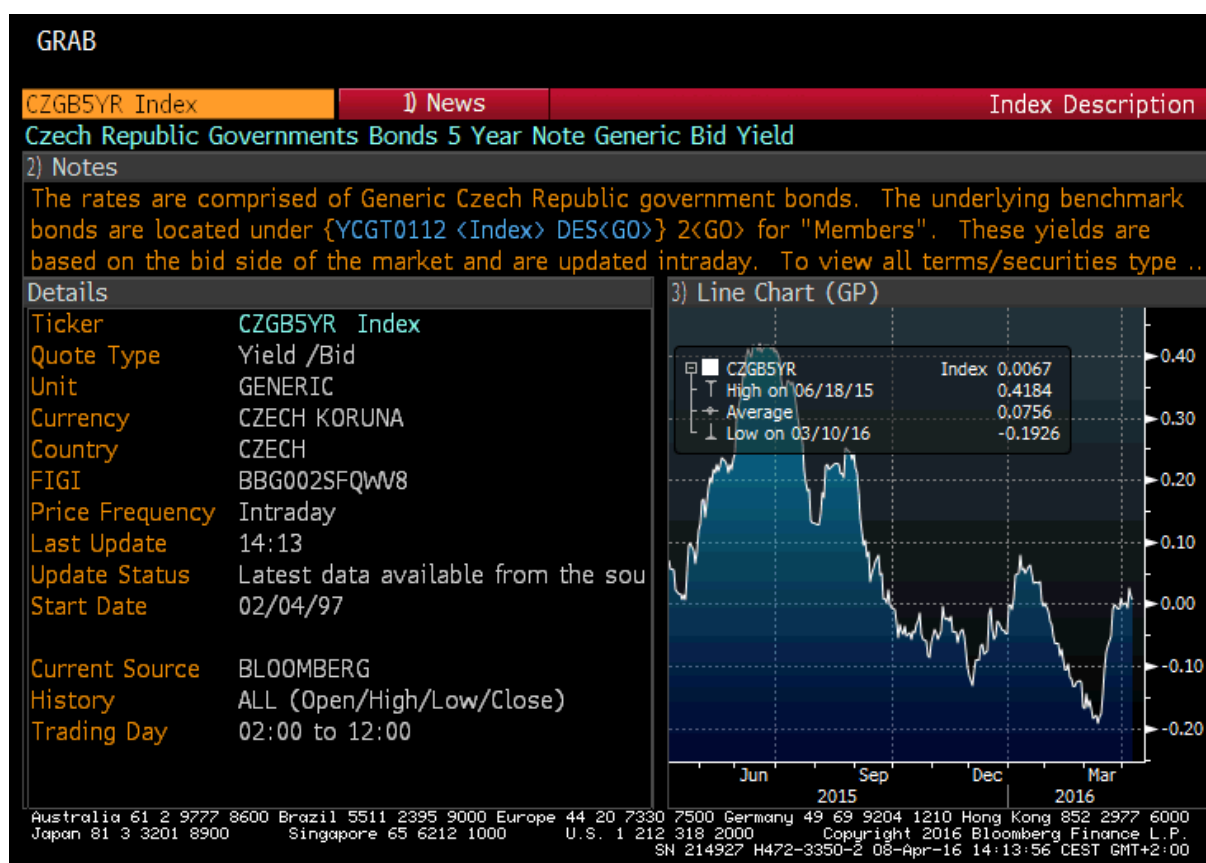 GRAB
CZGB5YR Index 1) News Index Description
Czech Republic Governments Bonds 5 Year Note Generic Bid Yield
2) Notes
The rates are comprised of Generic Czech Republic government bonds. The underlying benchmark
bonds are located under {YCGT0112 <Index> DES<GO>} 2<GO> for "Members". These yields are
based on the bid side of the market and are updated intraday. To view all terms/securities type ..
Details
Ticker CZGB5YR Index
Quote Type Yield /Bid
Unit GENERIC
Currency CZECH KORUNA
Country CZECH
FIGI BBG002SFQWV8
Price Frequency Intraday
Last Update 14:13
Update Status Latest data available from the sou
Start Date 02/04/97
Current Source BLOOMBERG
History ALL (Open/High/Low/Close)
Trading Day 02:00 to 12:00
3) Line Chart (GP)
CZGB5YR Index 0.0067
High on 06/18/15 0.4184
Average 0.0756
Low on 03/10/16 -0.1926
0.40
0.30
0.20
0.10
0.00
-0.10
-0.20
Jun Sep Dec Mar
2015 2016
Australia 61 2 9777 8600 Brazil 5511 2395 9000 Europe 44 20 7330 7500 Germany 49 69 9204 1210 Hong Kong 852 2977 6000
Japan 81 3 3201 8900 Singapore 65 6212 1000 U.S. 1 212 318 2000 Copyright 2016 Bloomberg Finance L.P.
SN 214927 H472-3350-2 08-Apr-16 14:13:56 CEST GMT+2:00